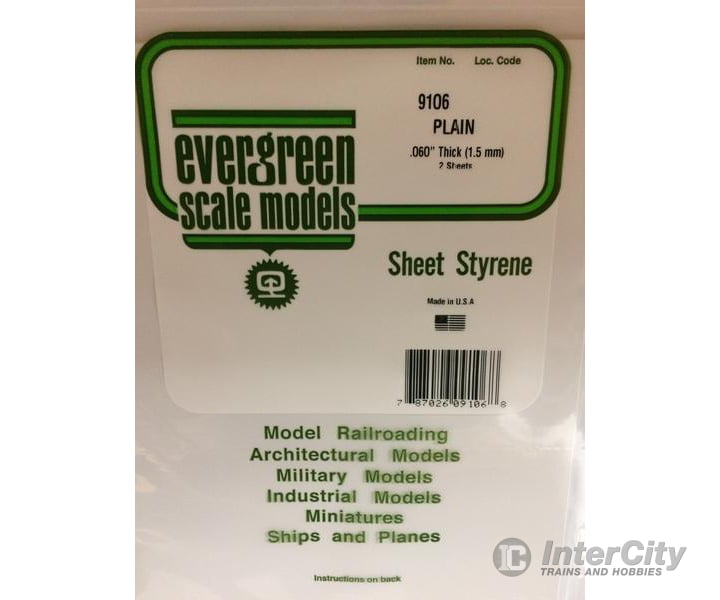 Item No. Loc. Code
9106
PLAIN
.060" Thick (1.5 mm)
2 Sheets
evergreen
scale models
Sheet Styrene
Made in U.S.A
7 87026 09106 8
Model Railroading
Architectural Models
Military Models
Industrial Models
Miniatures
Ships and Planes
Instructions on back
IC InterCity
TRAINS AND HOBBIES